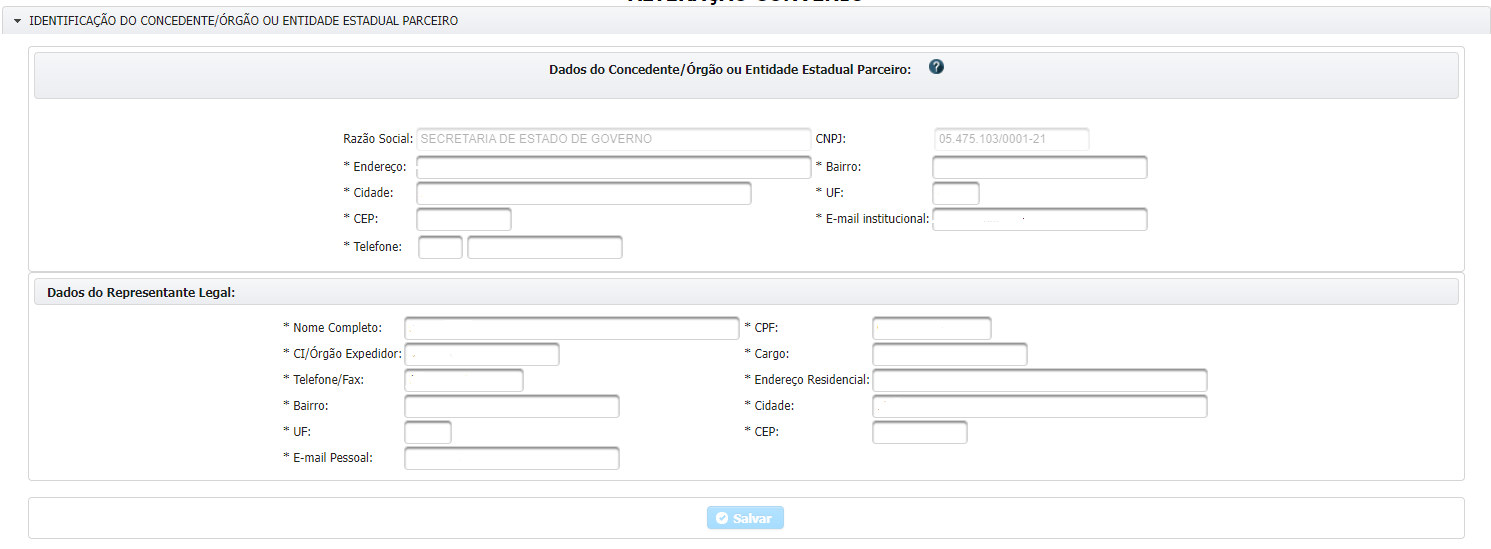 IDENTIFICAÇÃO DO CONCEDENTE/ÓRGÃO OU ENTIDADE ESTADUAL PARCEIRO
Dados do Concedente/Órgão ou Entidade Estadual Parceiro: ?
Razão Social: SECRETARIA DE ESTADO DE GOVERNO CNPJ: 05.475.103/0001-21
* Endereço: * Bairro:
* Cidade: * UF:
* CEP: * E-mail institucional:
* Telefone:
Dados do Representante Legal:
* Nome Completo: * CPF:
* CI/Órgão Expedidor: * Cargo:
* Telefone/Fax: * Endereço Residencial:
* Bairro: * Cidade:
* UF: * CEP:
* E-mail Pessoal:
Salvar